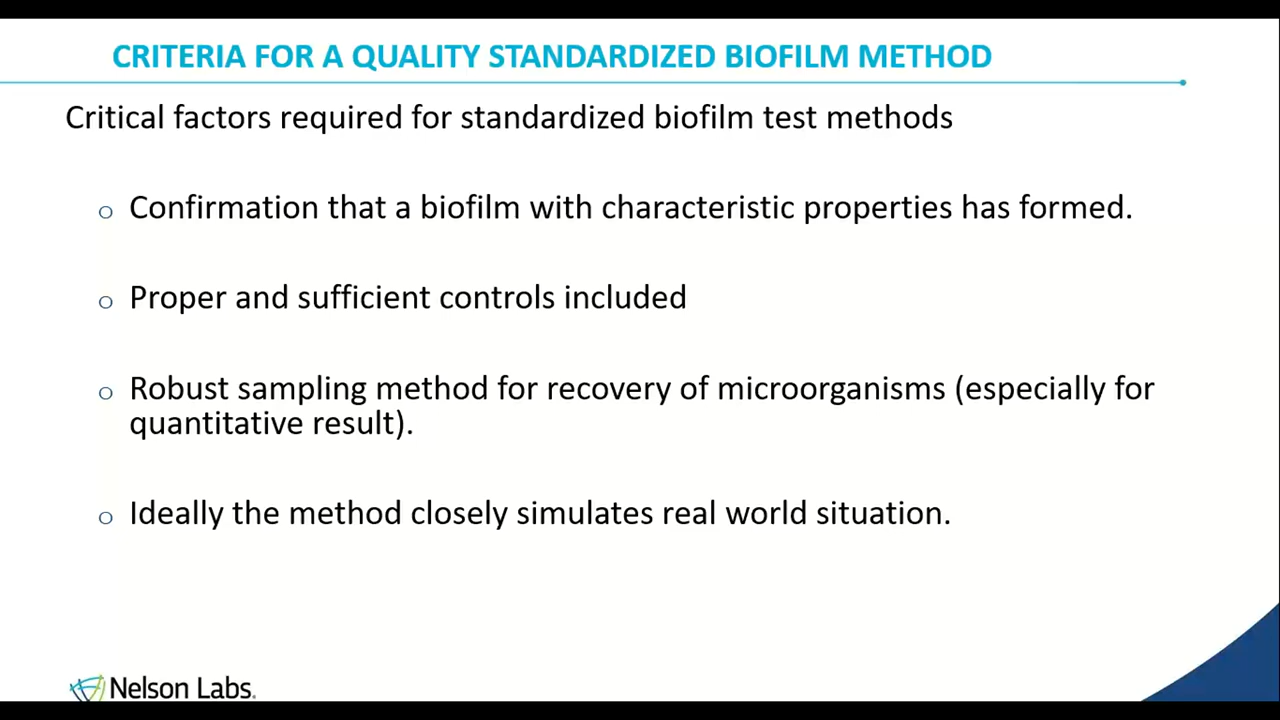 CRITERIA FOR A QUALITY STANDARDIZED BIOFILM METHOD
Critical factors required for standardized biofilm test methods
o Confirmation that a biofilm with characteristic properties has formed.
o Proper and sufficient controls included
o Robust sampling method for recovery of microorganisms (especially for
quantitative result).
o Ideally the method closely simulates real world situation.
Nelson Labs.